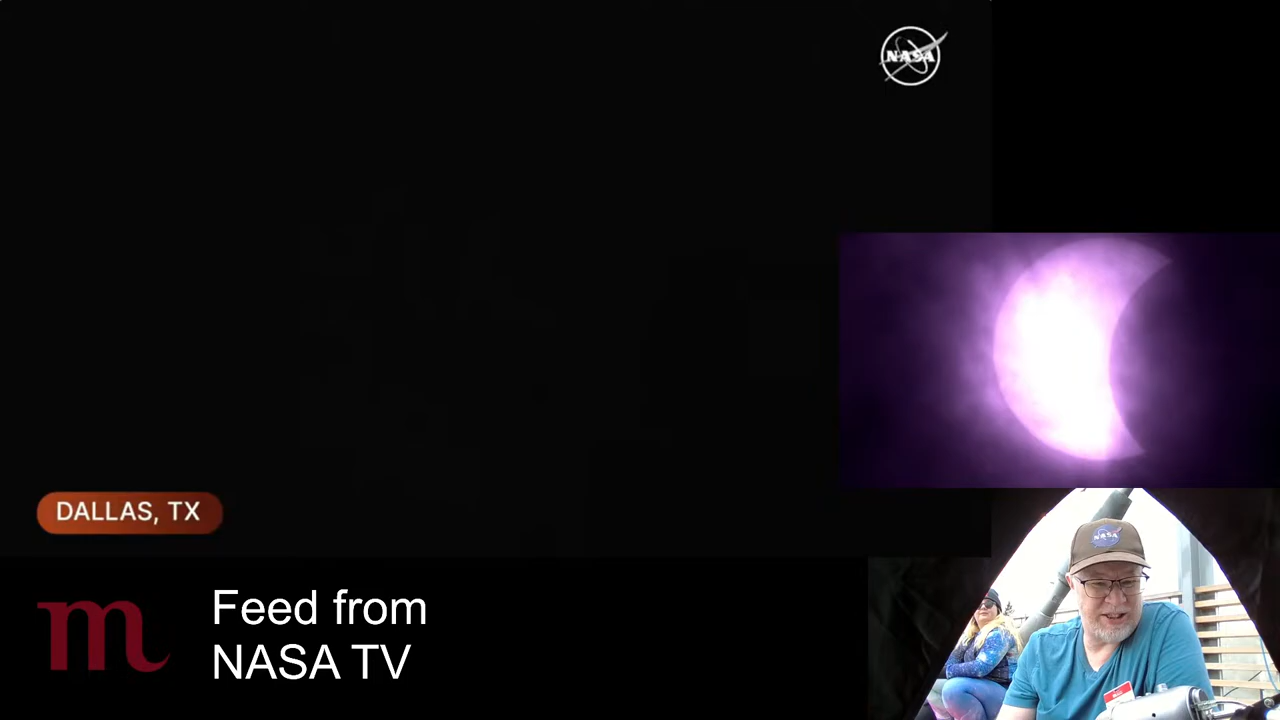 NASA
DALLAS, TX
NASA
m
Feed from
NASA TV